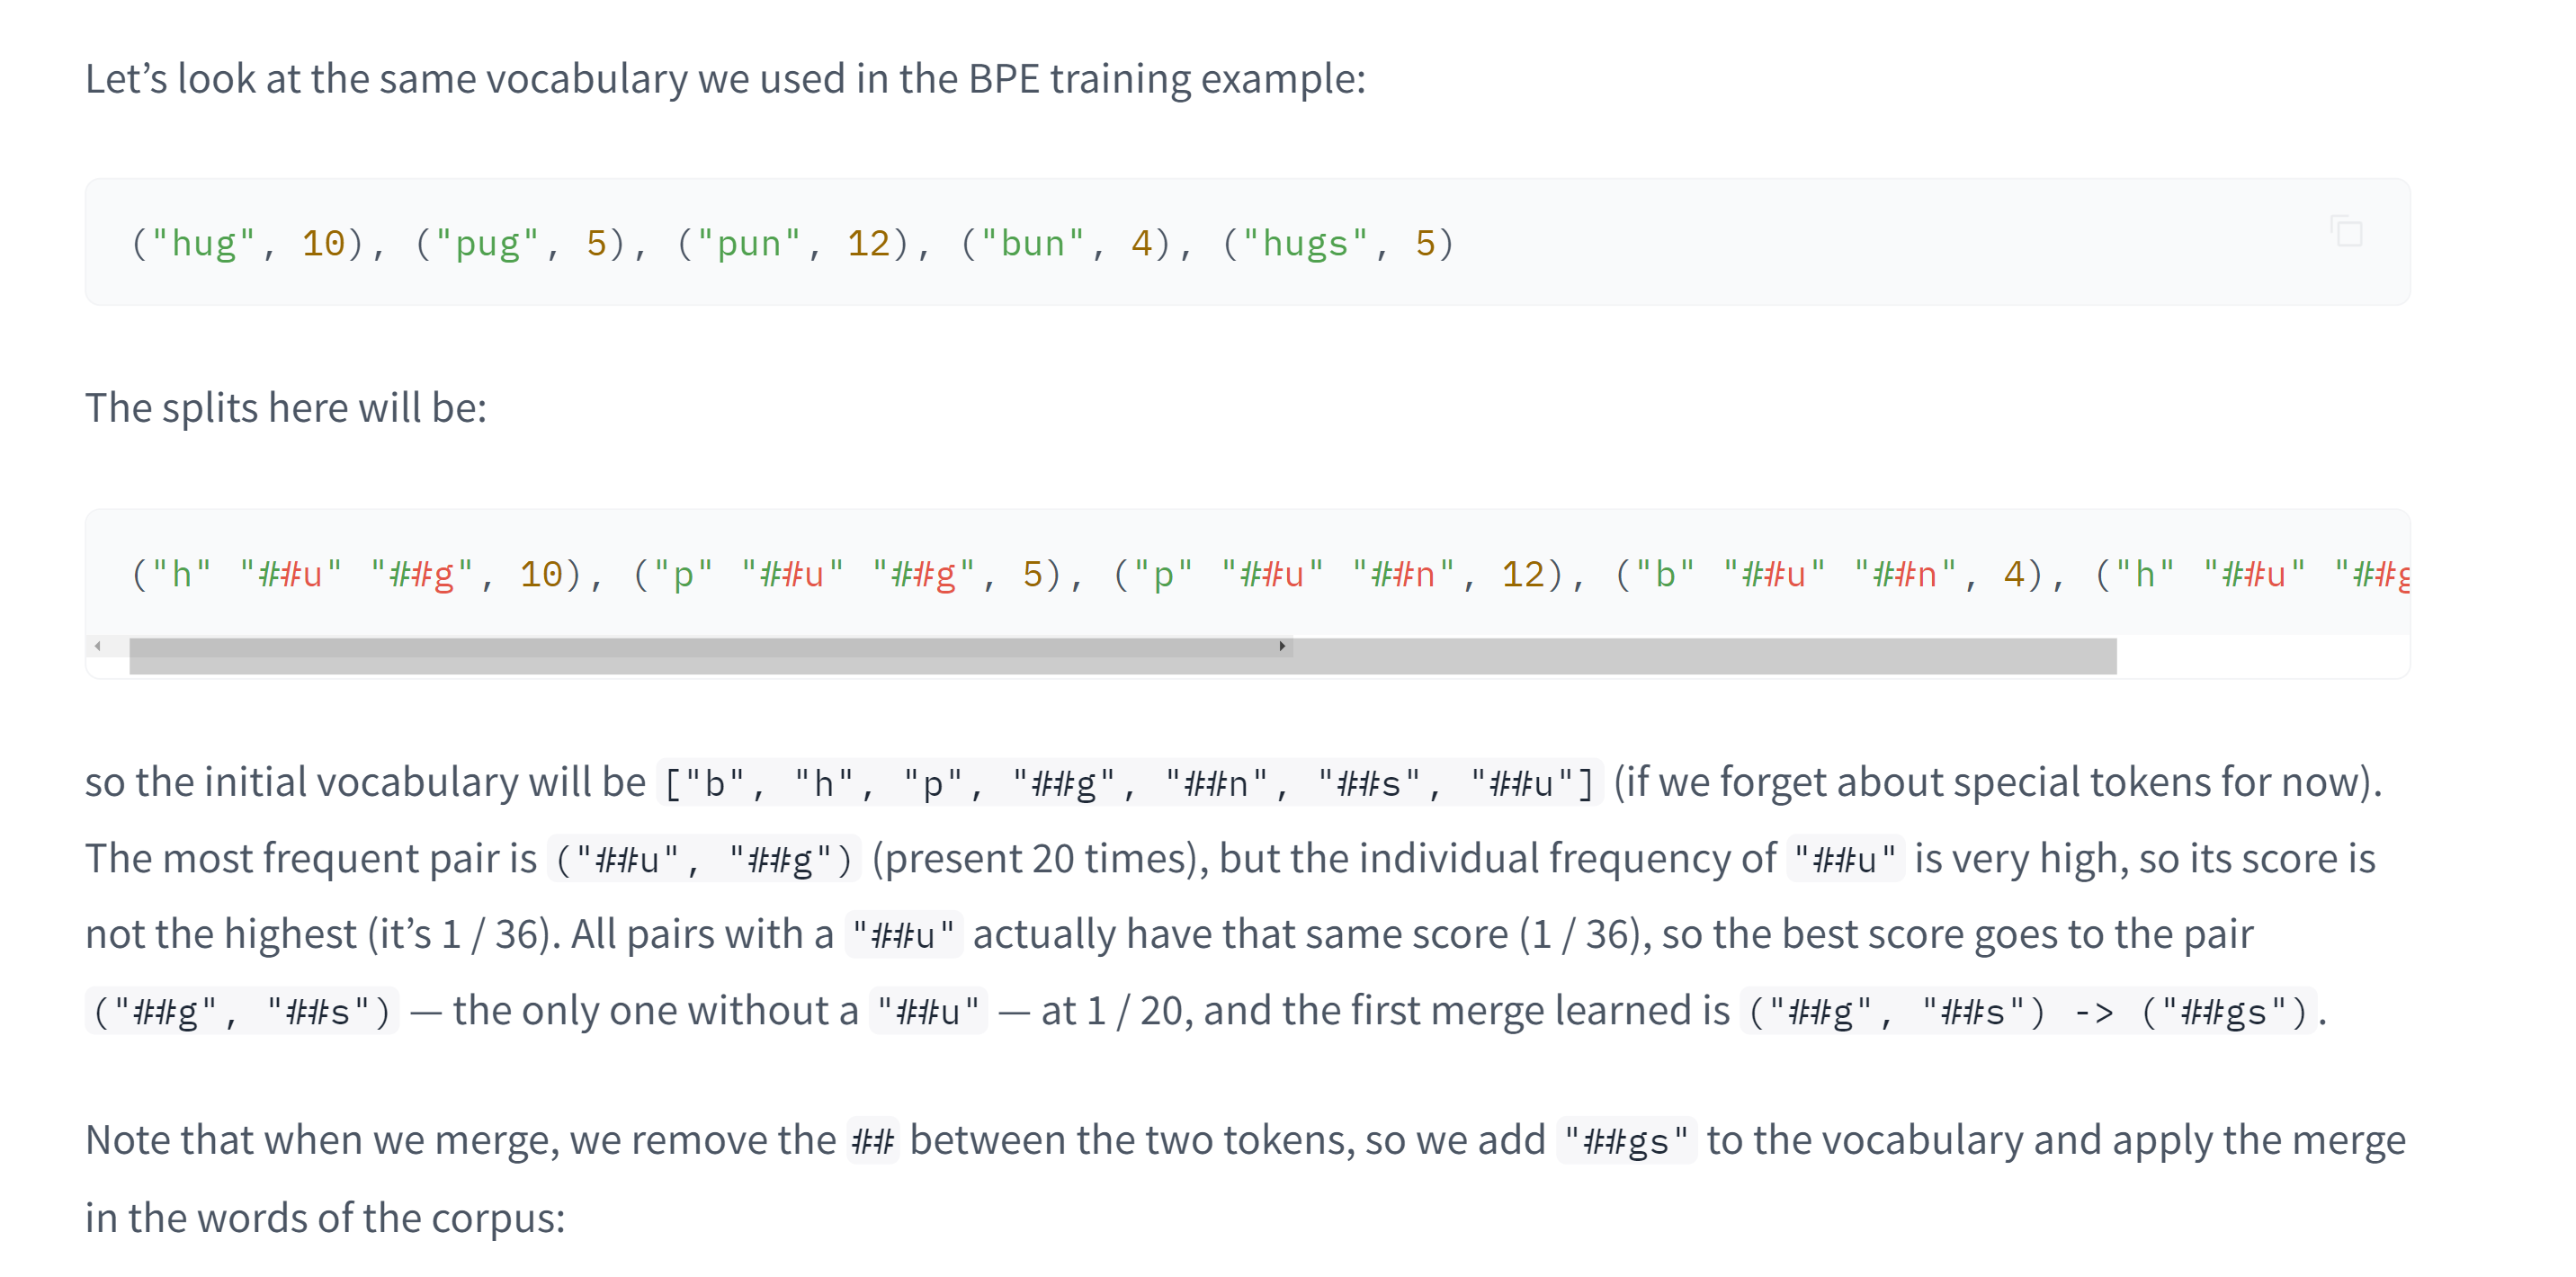 Let’s look at the same vocabulary we used in the BPE training example:
("hug", 10), ("pug", 5), ("pun", 12), ("bun", 4), ("hugs", 5)
The splits here will be:
("h" "##u" "##g", 10), ("p" "##u" "##g", 5), ("p" "##u" "##n", 12), ("b" "##u" "##n", 4), ("h" "##u" "##g
so the initial vocabulary will be ["b", "h", "p", "##g", "##n", "##s", "##u"] (if we forget about special tokens for now).
The most frequent pair is ("##u", "##g") (present 20 times), but the individual frequency of "##u" is very high, so its score is
not the highest (it’s 1 / 36). All pairs with a "##u" actually have that same score (1 / 36), so the best score goes to the pair
("##g", "##s") — the only one without a "##u" — at 1 / 20, and the first merge learned is ("##g", "##s") -> ("##gs").
Note that when we merge, we remove the ## between the two tokens, so we add "##gs" to the vocabulary and apply the merge
in the words of the corpus: